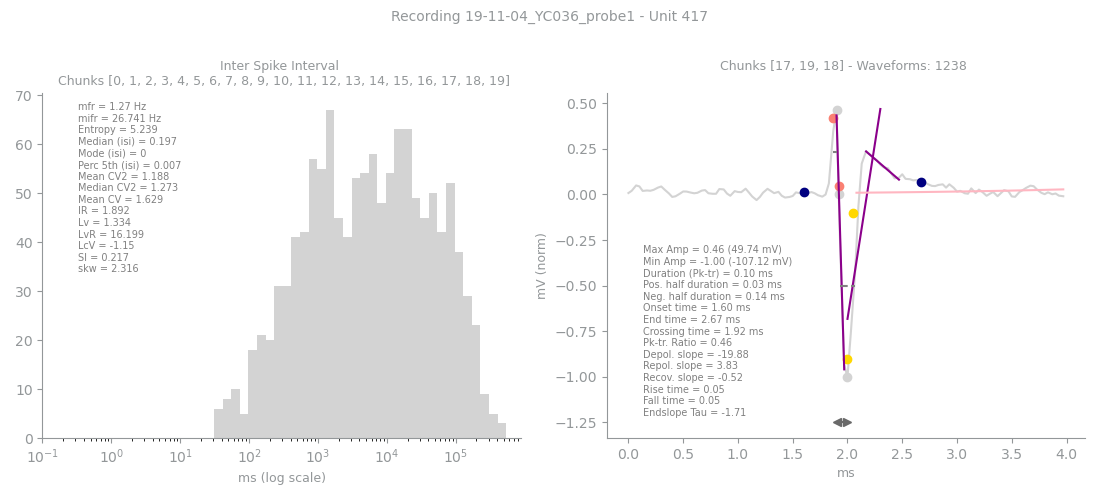 Recording 19-11-04_YC036_probe1 - Unit 417
Inter Spike Interval
Chunks [0, 1, 2, 3, 4, 5, 6, 7, 8, 9, 10, 11, 12, 13, 14, 15, 16, 17, 18, 19]
70
60
50
40
30
20
10
0
mfr = 1.27 Hz
mifr = 26.741 Hz
Entropy = 5.239
Median (isi) = 0.197
Mode (isi) = 0
Perc 5th (isi) = 0.007
Mean CV2 = 1.188
Median CV2 = 1.273
Mean CV = 1.629
IR = 1.892
Lv = 1.334
LvR = 16.199
LcV = -1.15
SI = 0.217
skw = 2.316
10⁻¹ 10⁰ 10¹ 10² 10³ 10⁴ 10⁵
ms (log scale)
Chunks [17, 19, 18] - Waveforms: 1238
mV (norm)
0.50
0.25
0.00
−0.25
−0.50
−0.75
−1.00
−1.25
Max Amp = 0.46 (49.74 mV)
Min Amp = -1.00 (-107.12 mV)
Duration (Pk-tr) = 0.10 ms
Pos. half duration = 0.03 ms
Neg. half duration = 0.14 ms
Onset time = 1.60 ms
End time = 2.67 ms
Crossing time = 1.92 ms
Pk-tr. Ratio = 0.46
Depol. slope = -19.88
Repol. slope = 3.83
Recov. slope = -0.52
Rise time = 0.05
Fall time = 0.05
Endslope Tau = -1.71
0.0 0.5 1.0 1.5 2.0 2.5 3.0 3.5 4.0
ms